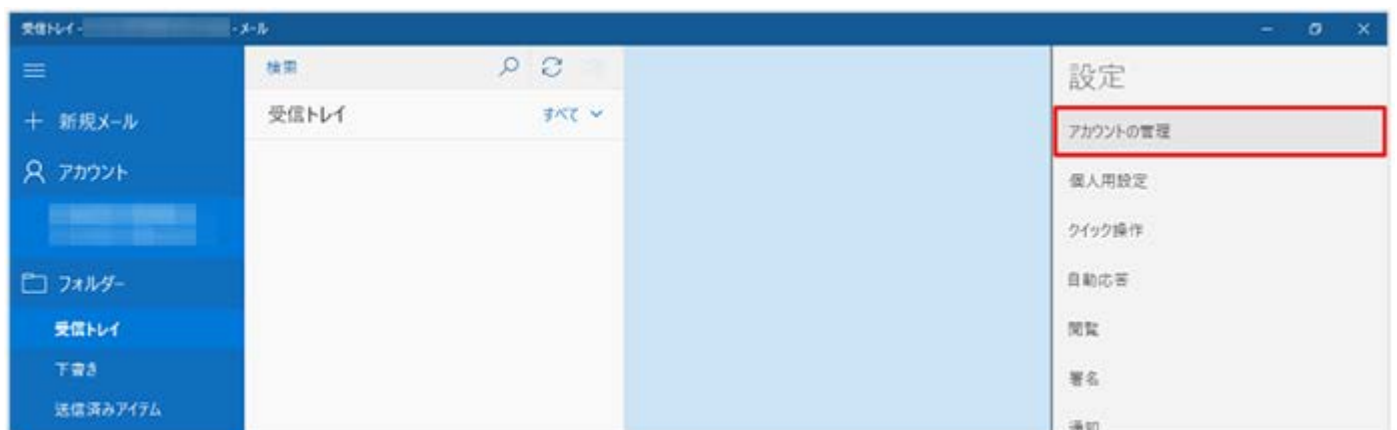 受信トレイ - - メール
検索
新規メール
受信トレイ すべて
アカウント
フォルダー
受信トレイ
下書き
送信済みアイテム
設定
アカウントの管理
個人用設定
クイック操作
自動応答
閲覧
署名
通知